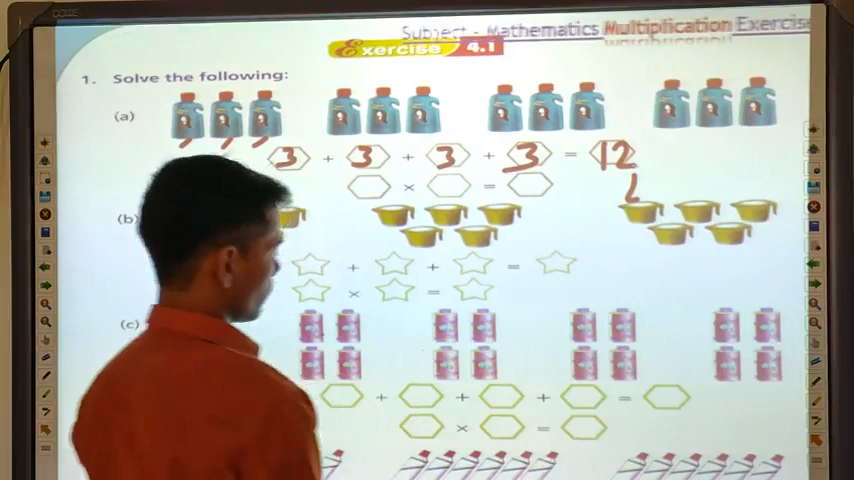 Subject - Mathematics Multiplication Exercise
Exercise 4.1
1. Solve the following:
(a)
3 + 3 + 3 + 3 = 12
× =
(b)
+ + =
× =
(c)
+ + + =
× =